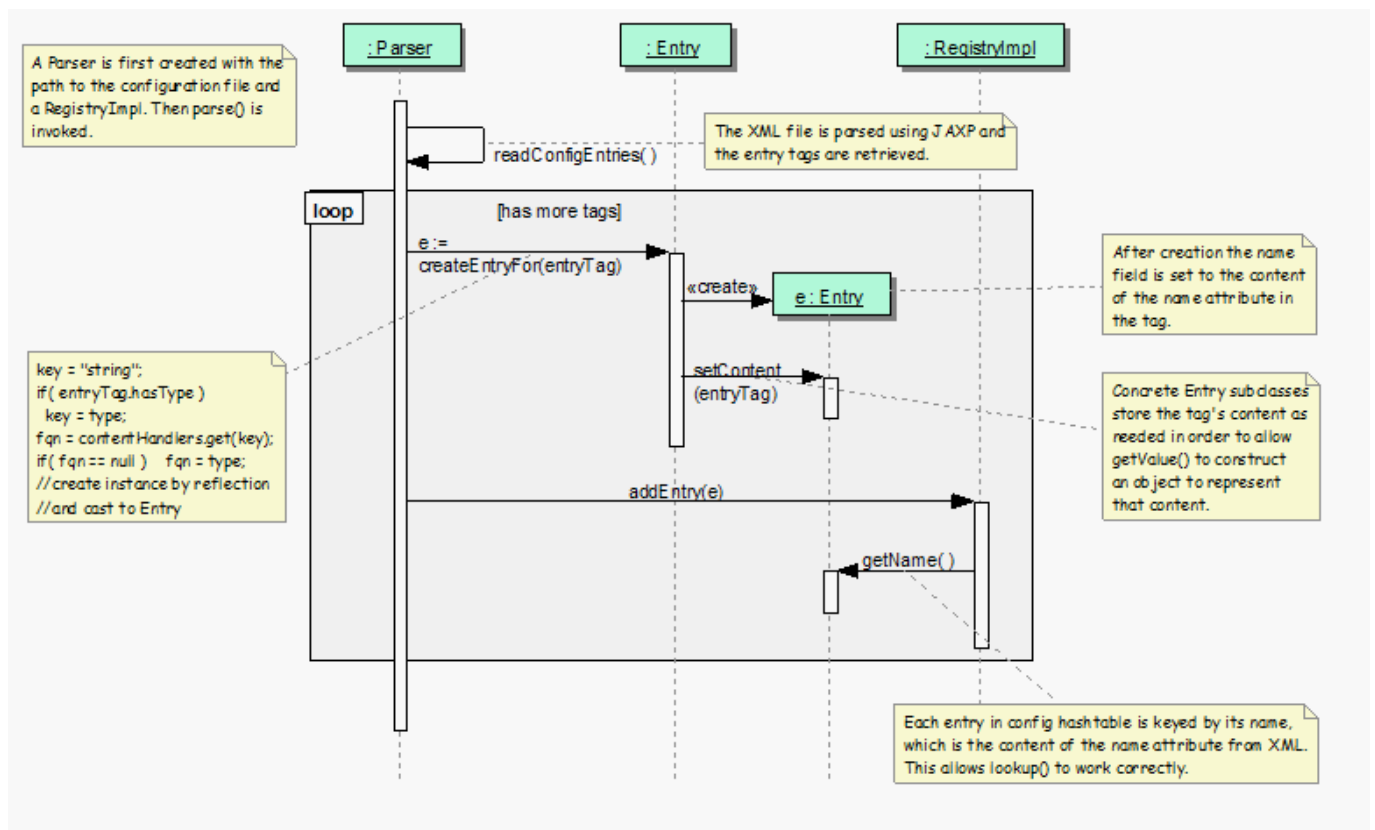 : Parser
: Entry
: RegistryImpl
A Parser is first created with the
path to the configuration file and
a RegistryImpl. Then parse() is
invoked.
The XML file is parsed using JAXP and
the entry tags are retrieved.
readConfigEntries( )
loop
[has more tags]
e :=
createEntryFor(entryTag)
«create»
e : Entry
After creation the name
field is set to the content
of the name attribute in
the tag.
key = "string";
if( entryTag.hasType )
key = type;
fqn = contentHandlers.get(key);
if( fqn == null ) fqn = type;
//create instance by reflection
//and cast to Entry
setContent
(entryTag)
Concrete Entry subclasses
store the tag's content as
needed in order to allow
getValue() to construct
an object to represent
that content.
addEntry(e)
getName( )
Each entry in config hashtable is keyed by its name,
which is the content of the name attribute from XML.
This allows lookup() to work correctly.